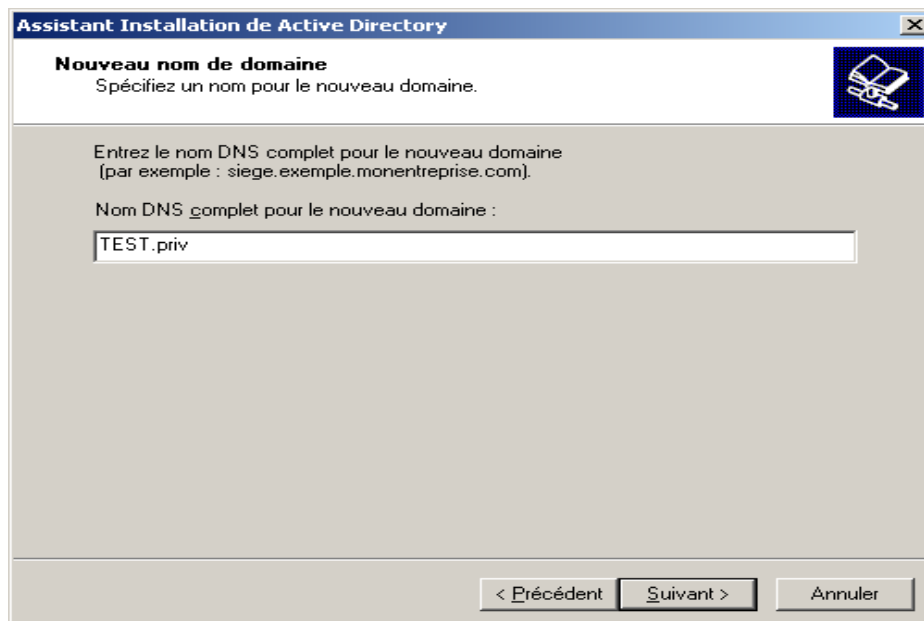 Assistant Installation de Active Directory
Nouveau nom de domaine
Spécifiez un nom pour le nouveau domaine.
Entrez le nom DNS complet pour le nouveau domaine
(par exemple : siege.exemple.monentreprise.com).
Nom DNS complet pour le nouveau domaine :
TEST.priv
< Précédent Suivant > Annuler